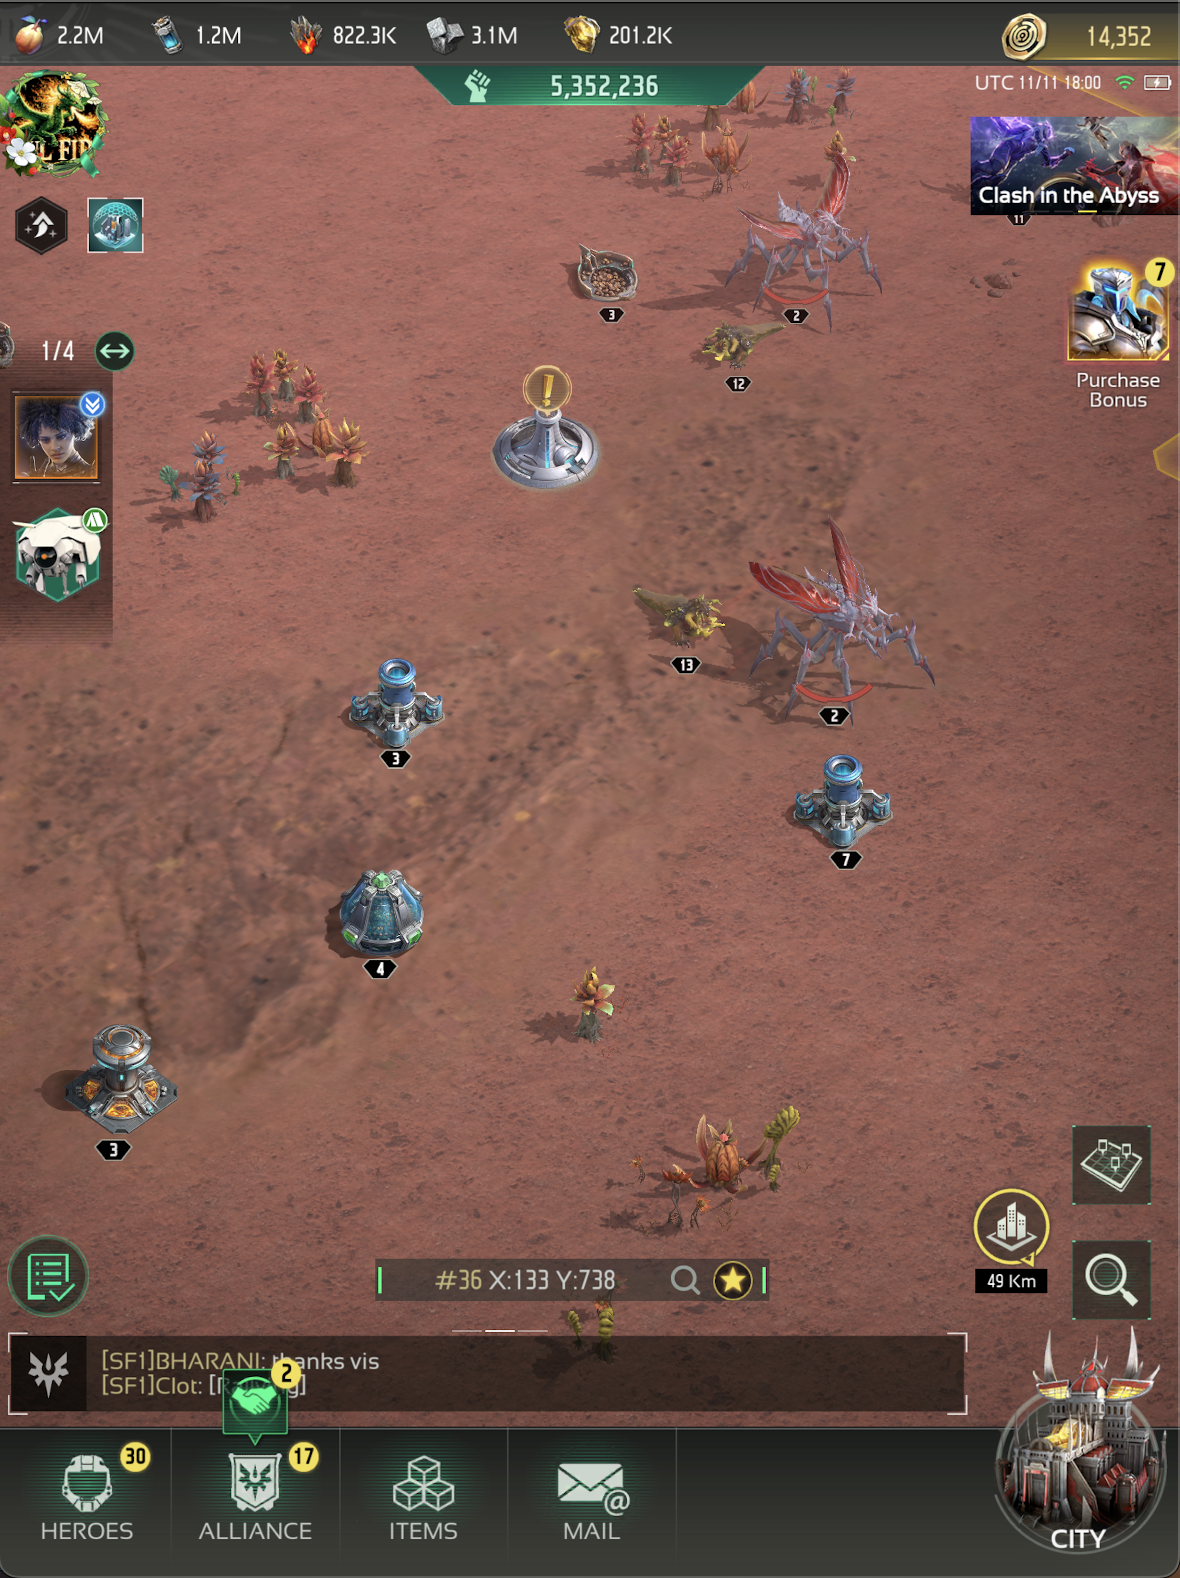 2.2M 1.2M 822.3K 3.1M 201.2K 14,352
5,352,236
UTC 11/11 18:00
Clash in the Abyss
11
7
Purchase
Bonus
3
2
12
1/4
13
2
3
7
4
3
#36 X:133 Y:738
49 Km
[SF1]BHARANI: thanks vis
[SF1]Clot:
2
30
17
HEROES
ALLIANCE
ITEMS
MAIL
CITY